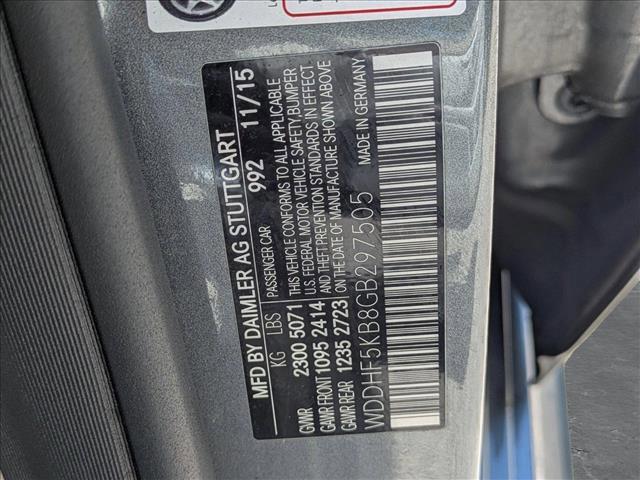 MFD BY DAIMLER AG STUTTGART
992 11/15
KG LBS PASSENGER CAR
GVWR 2300 5071 THIS VEHICLE CONFORMS TO ALL APPLICABLE
U.S. FEDERAL MOTOR VEHICLE SAFETY,BUMPER
GAWR FRONT 1095 2414 AND THEFT PREVENTION STANDARDS IN EFFECT
GAWR REAR 1235 2723 ON THE DATE OF MANUFACTURE SHOWN ABOVE
WDDHF5KB8GB297505 MADE IN GERMANY